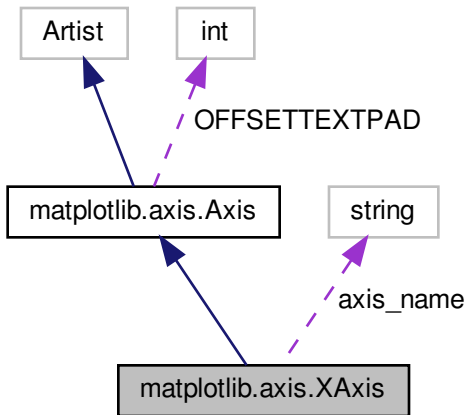 Artist
int
OFFSETTEXTPAD
matplotlib.axis.Axis
string
axis_name
matplotlib.axis.XAxis